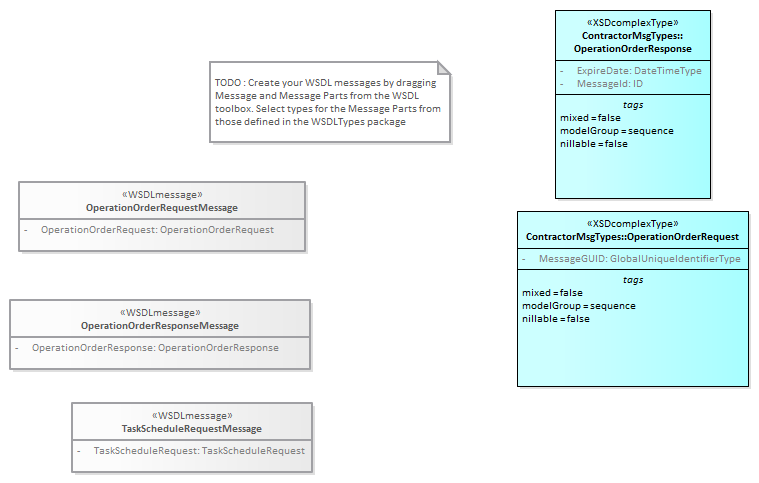 «XSDcomplexType»
ContractorMsgTypes::
OperationOrderResponse
- ExpireDate: DateTimeType
- MessageId: ID
tags
mixed = false
modelGroup = sequence
nillable = false
TODO : Create your WSDL messages by dragging
Message and Message Parts from the WSDL
toolbox. Select types for the Message Parts from
those defined in the WSDLTypes package
«WSDLmessage»
OperationOrderRequestMessage
- OperationOrderRequest: OperationOrderRequest
«XSDcomplexType»
ContractorMsgTypes::OperationOrderRequest
- MessageGUID: GlobalUniqueIdentifierType
tags
mixed = false
modelGroup = sequence
nillable = false
«WSDLmessage»
OperationOrderResponseMessage
- OperationOrderResponse: OperationOrderResponse
«WSDLmessage»
TaskScheduleRequestMessage
- TaskScheduleRequest: TaskScheduleRequest